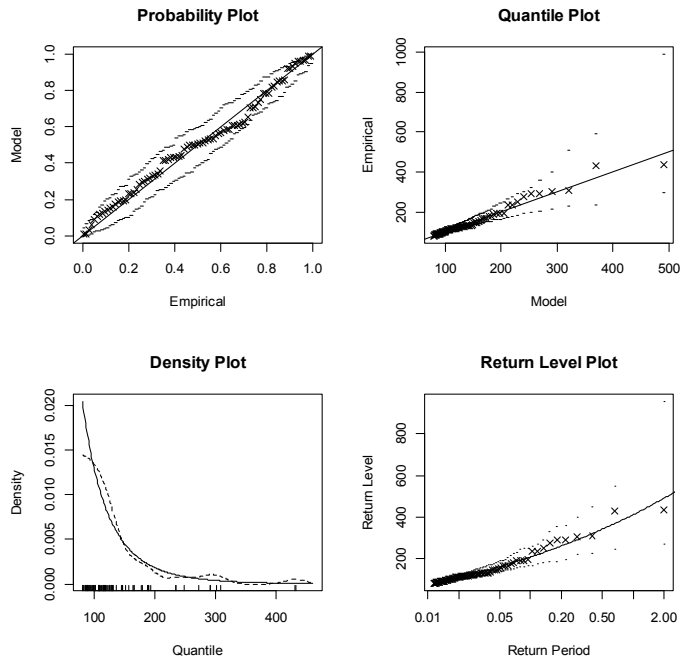 Probability Plot
Model
0.0 0.2 0.4 0.6 0.8 1.0
0.0 0.2 0.4 0.6 0.8 1.0
Empirical
Quantile Plot
Empirical
200 400 600 800 1000
100 200 300 400 500
Model
Density Plot
Density
0.000 0.005 0.010 0.015 0.020
100 200 300 400
Quantile
Return Level Plot
Return Level
200 400 600 800
0.01 0.05 0.20 0.50 2.00
Return Period